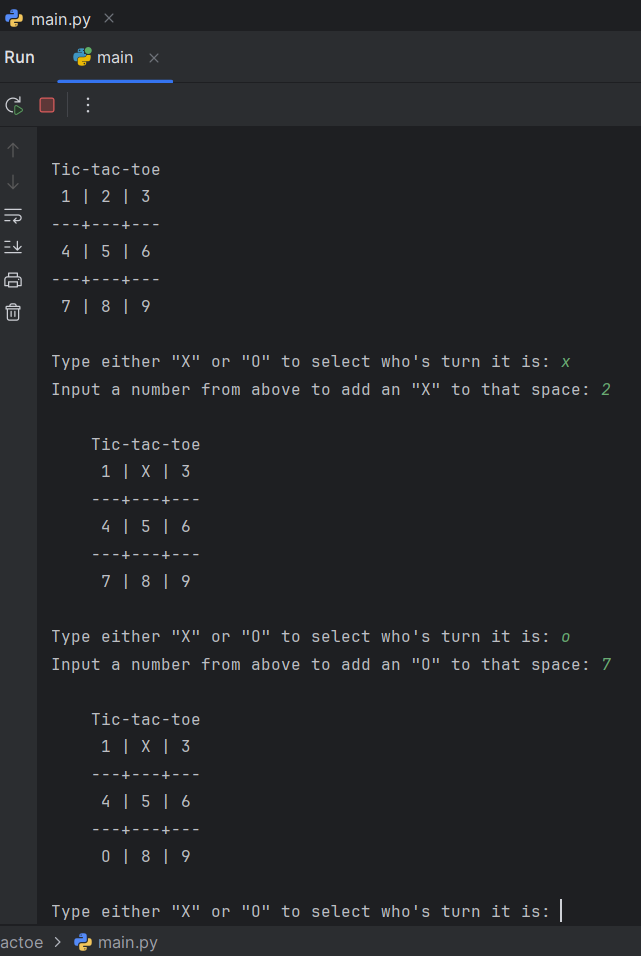 main.py
Run main
Tic-tac-toe
1 | 2 | 3
---+---+---
4 | 5 | 6
---+---+---
7 | 8 | 9
Type either "X" or "O" to select who's turn it is: x
Input a number from above to add an "X" to that space: 2
Tic-tac-toe
1 | X | 3
---+---+---
4 | 5 | 6
---+---+---
7 | 8 | 9
Type either "X" or "O" to select who's turn it is: o
Input a number from above to add an "O" to that space: 7
Tic-tac-toe
1 | X | 3
---+---+---
4 | 5 | 6
---+---+---
O | 8 | 9
Type either "X" or "O" to select who's turn it is:
actoe > main.py